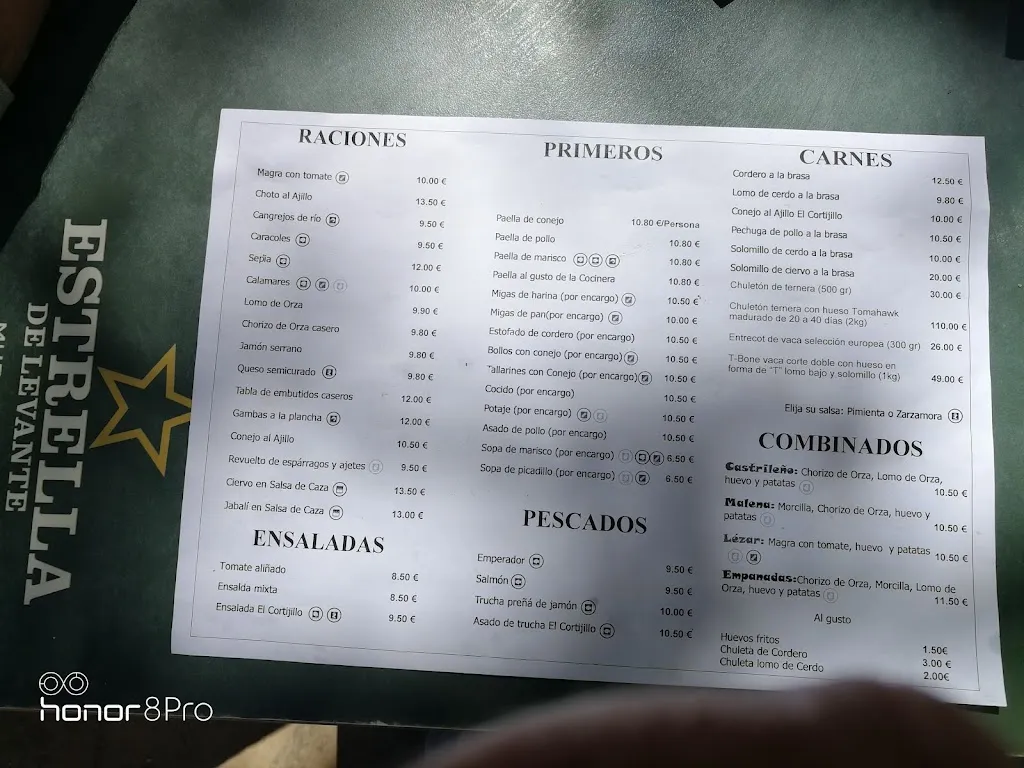 RACIONES
Magra con tomate 10.00 €
Choto al Ajillo 13.50 €
Cangrejos de río 9.50 €
Caracoles 9.50 €
Sepia 12.00 €
Calamares 10.00 €
Lomo de Orza 9.90 €
Chorizo de Orza casero 9.80 €
Jamón serrano 9.80 €
Queso semicurado 9.80 €
Tabla de embutidos caseros 12.00 €
Gambas a la plancha 12.00 €
Conejo al Ajillo 10.50 €
Revuelto de espárragos y ajetes 9.50 €
Ciervo en Salsa de Caza 13.50 €
Jabalí en Salsa de Caza 13.00 €
ENSALADAS
Tomate aliñado 8.50 €
Ensalda mixta 8.50 €
Ensalada El Cortijillo 9.50 €
PRIMEROS
Paella de conejo 10.80 €/Persona
Paella de pollo 10.80 €
Paella de marisco 10.80 €
Paella al gusto de la Cocinera 10.80 €
Migas de harina (por encargo) 10.50 €
Migas de pan(por encargo) 10.00 €
Estofado de cordero (por encargo) 10.50 €
Bollos con conejo (por encargo) 10.50 €
Tallarines con Conejo (por encargo) 10.50 €
Cocido (por encargo) 10.50 €
Potaje (por encargo) 10.50 €
Asado de pollo (por encargo) 10.50 €
Sopa de marisco (por encargo) 6.50 €
Sopa de picadillo (por encargo) 6.50 €
PESCADOS
Emperador 9.50 €
Salmón 9.50 €
Trucha preñá de jamón 10.00 €
Asado de trucha El Cortijillo 10.50 €
CARNES
Cordero a la brasa 12.50 €
Lomo de cerdo a la brasa 9.80 €
Conejo al Ajillo El Cortijillo 10.00 €
Pechuga de pollo a la brasa 10.50 €
Solomillo de cerdo a la brasa 10.00 €
Solomillo de ciervo a la brasa 20.00 €
Chuletón de ternera (500 gr) 30.00 €
Chuletón ternera con hueso Tomahawk
madurado de 20 a 40 días (2kg) 110.00 €
Entrecot de vaca selección europea (300 gr) 26.00 €
T-Bone vaca corte doble con hueso en
forma de "T" lomo bajo y solomillo (1kg) 49.00 €
Elija su salsa: Pimienta o Zarzamora
COMBINADOS
Castrileño: Chorizo de Orza, Lomo de Orza,
huevo y patatas 10.50 €
Malena: Morcilla, Chorizo de Orza, huevo y
patatas 10.50 €
Lézar: Magra con tomate, huevo y patatas 10.50 €
Empanadas:Chorizo de Orza, Morcilla, Lomo de
Orza, huevo y patatas 11.50 €
Al gusto
Huevos fritos 1.50€
Chuleta de Cordero 3.00 €
Chuleta lomo de Cerdo 2.00€
ESTRELLA
DE LEVANTE
honor 8 Pro